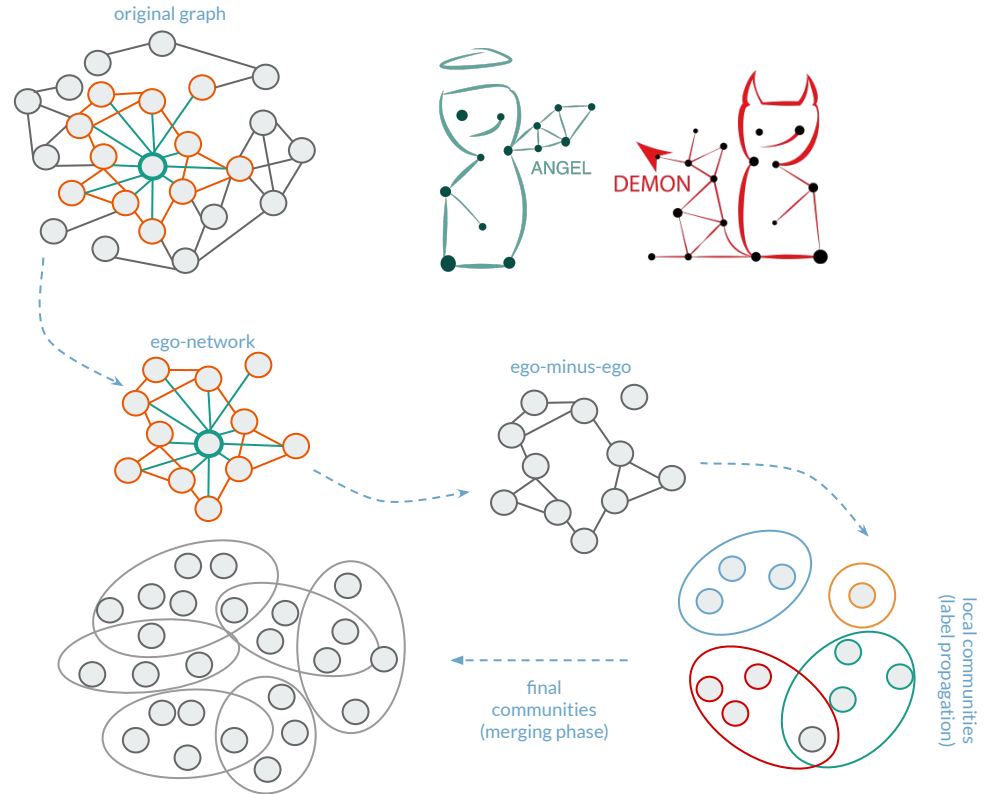 original graph
ANGEL
DEMON
ego-network
ego-minus-ego
local communities
(label propagation)
final
communities
(merging phase)